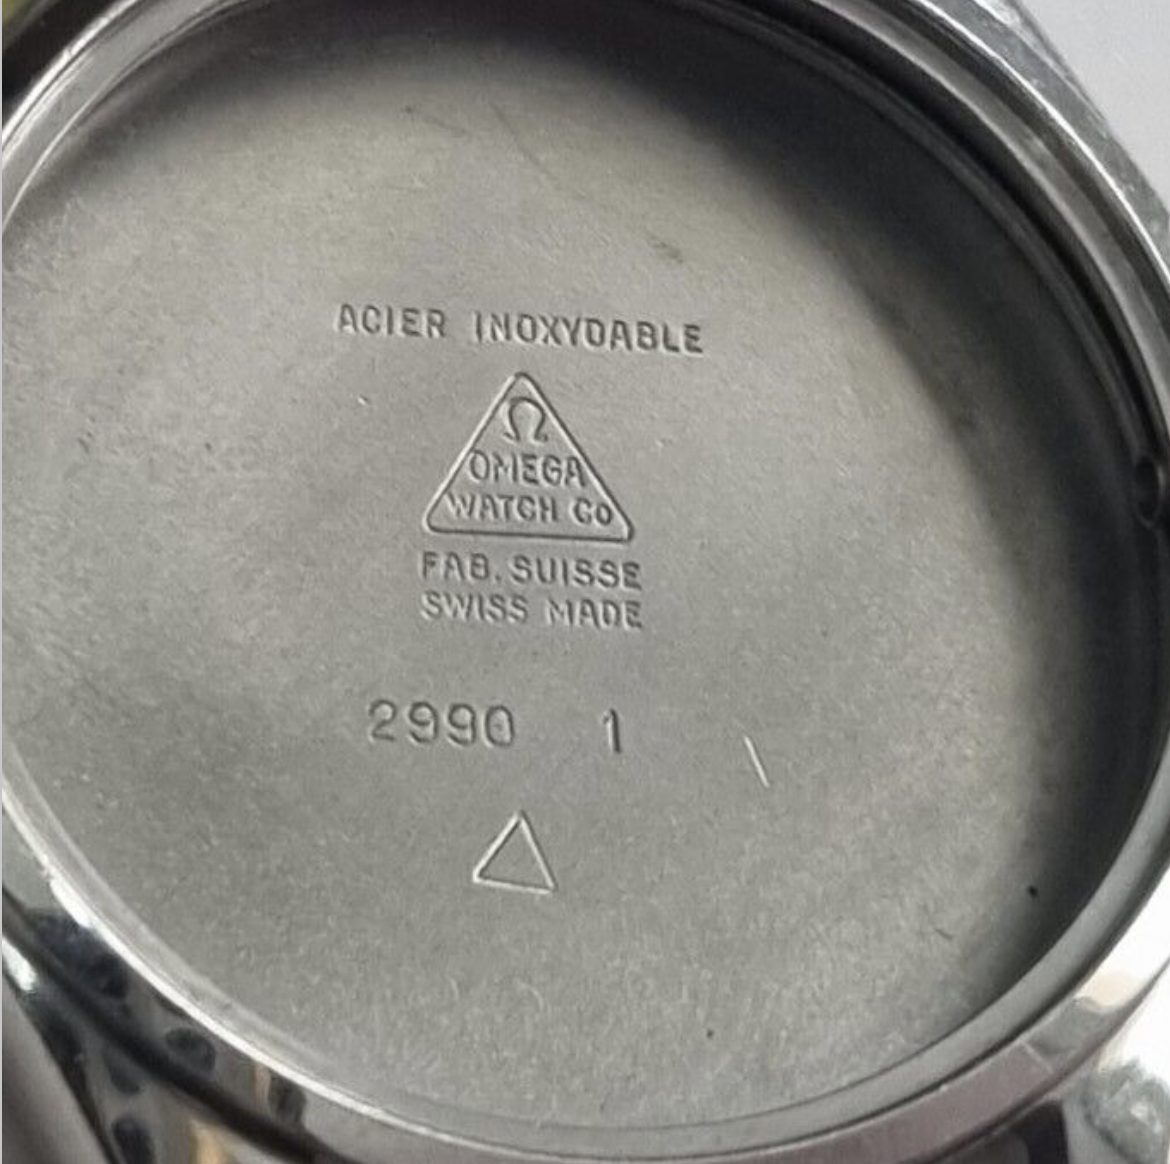 ACIER INOXYDABLE
Ω
OMEGA
WATCH CO
FAB. SUISSE
SWISS MADE
2990 1